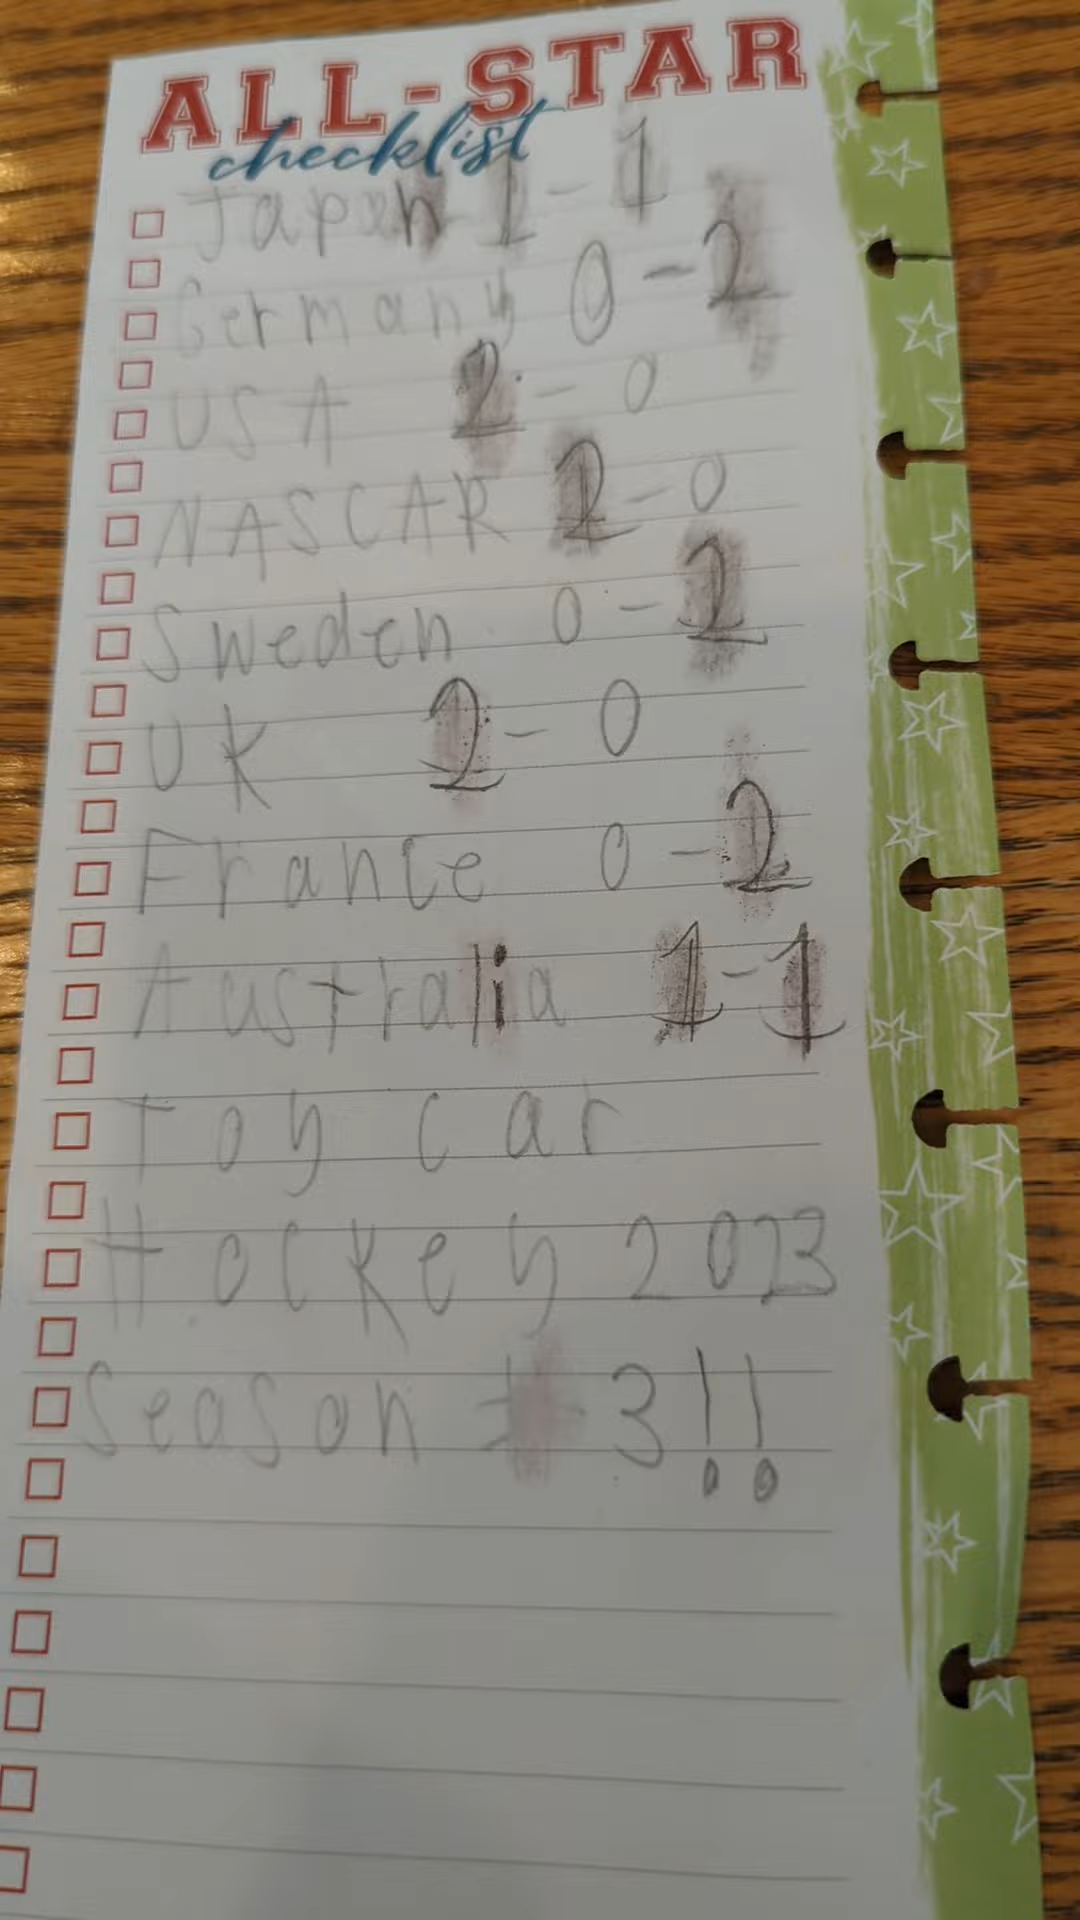 ALL-STAR
checklist
Japan 1-1
Germany 0-2
USA 2-0
NASCAR 2-0
Sweden 0-2
UK 2-0
France 0-2
Australia 1-1
Toy car
Hockey 2023
Season # 3!!